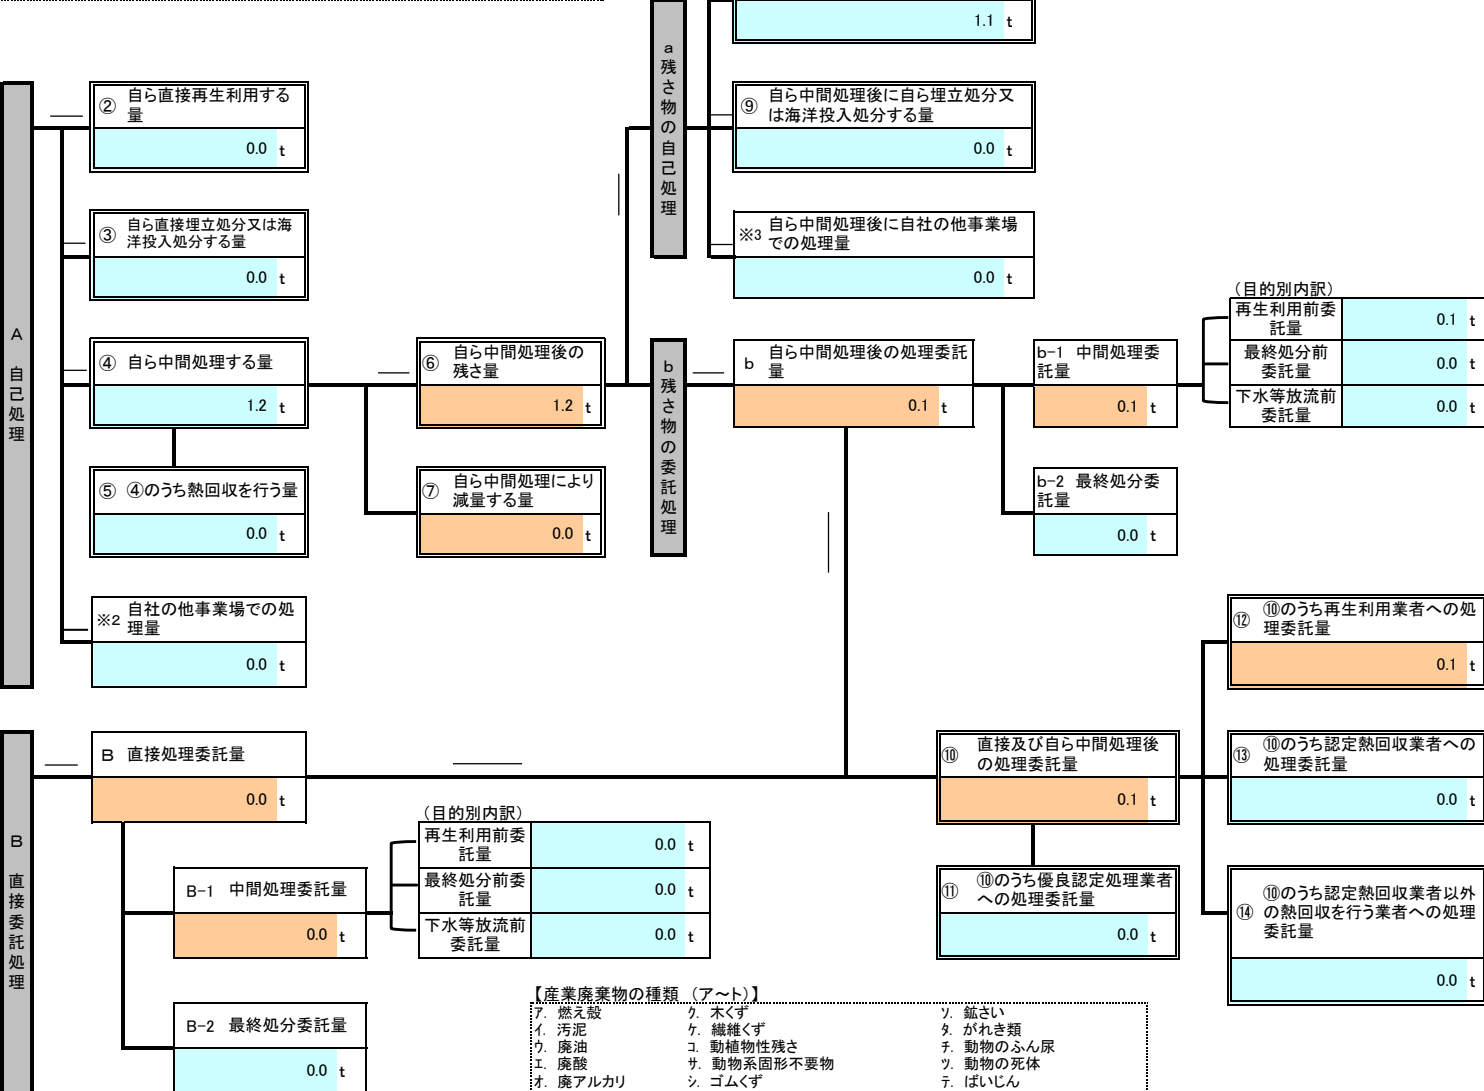 1.1 t
a 残さ物の自己処理
② 自ら直接再生利用する
量
0.0 t
⑨ 自ら中間処理後に自ら埋立処分又
は海洋投入処分する量
0.0 t
③ 自ら直接埋立処分又は海
洋投入処分する量
0.0 t
※3 自ら中間処理後に自社の他事業場
での処理量
0.0 t
A 自己処理
④ 自ら中間処理する量
1.2 t
⑥ 自ら中間処理後の
残さ量
1.2 t
b 残さ物の委託処理
b 自ら中間処理後の処理委託
量
0.1 t
b-1 中間処理委
託量
0.1 t
（目的別内訳）
再生利用前委
託量
0.1 t
最終処分前
委託量
0.0 t
下水等放流前
委託量
0.0 t
⑤ ④のうち熱回収を行う量
0.0 t
⑦ 自ら中間処理により
減量する量
0.0 t
b-2 最終処分委
託量
0.0 t
※2 自社の他事業場での処
理量
0.0 t
⑫ ⑩のうち再生利用業者への処
理委託量
0.1 t
B 直接委託処理
B 直接処理委託量
0.0 t
⑩ 直接及び自ら中間処理後
の処理委託量
0.1 t
⑬ ⑩のうち認定熱回収業者への
処理委託量
0.0 t
（目的別内訳）
再生利用前委
託量
0.0 t
最終処分前委
託量
0.0 t
下水等放流前
委託量
0.0 t
B-1 中間処理委託量
0.0 t
⑪ ⑩のうち優良認定処理業者
への処理委託量
0.0 t
⑭ ⑩のうち認定熱回収業者以外
の熱回収を行う業者への処理
委託量
0.0 t
B-2 最終処分委託量
0.0 t
【産業廃棄物の種類 （ア～ト）】
ア. 燃え殻 ク. 木くず ソ. 鉱さい
イ. 汚泥 ケ. 繊維くず タ. がれき類
ウ. 廃油 コ. 動植物性残さ チ. 動物のふん尿
エ. 廃酸 サ. 動物系固形不要物 ツ. 動物の死体
オ. 廃アルカリ シ. ゴムくず テ. ばいじん